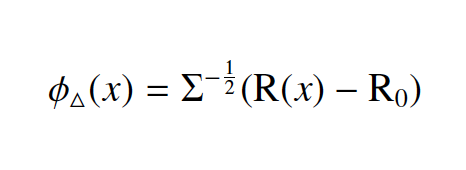 ϕ△(x) = Σ^{-1/2}(R(x) − R₀)